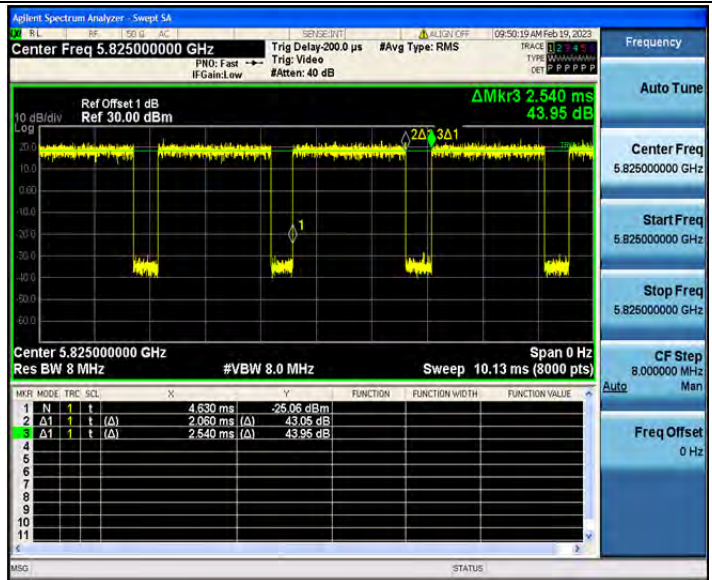 Agilent Spectrum Analyzer - Swept SA
RL RF 50 Ω AC SENSE:INT ALIGN OFF 09:50:19 AM Feb 19, 2023
Center Freq 5.825000000 GHz
PNO: Fast
IFGain:Low
Trig Delay-200.0 µs
Trig: Video
#Atten: 40 dB
#Avg Type: RMS
TRACE 1 2 3 4 5 6
TYPE
DET P P P P P P
Frequency
Auto Tune
Center Freq
5.825000000 GHz
Start Freq
5.825000000 GHz
Stop Freq
5.825000000 GHz
CF Step
8.000000 MHz
Auto Man
Freq Offset
0 Hz
ΔMkr3 2.540 ms
43.95 dB
Ref Offset 1 dB
10 dB/div Ref 30.00 dBm
Log
20.0
10.0
0.00
-10.0
-20.0
-30.0
-40.0
-50.0
-60.0
3Δ1
1
Center 5.825000000 GHz Span 0 Hz
Res BW 8 MHz #VBW 8.0 MHz Sweep 10.13 ms (8000 pts)
MKR MODE TRC SCL X Y FUNCTION FUNCTION WIDTH FUNCTION VALUE
1 N 1 t 4.630 ms -25.06 dBm
2 Δ1 1 t (Δ) 2.060 ms (Δ) 43.05 dB
3 Δ1 1 t (Δ) 2.540 ms (Δ) 43.95 dB
4
5
6
7
8
9
10
11
MSG STATUS